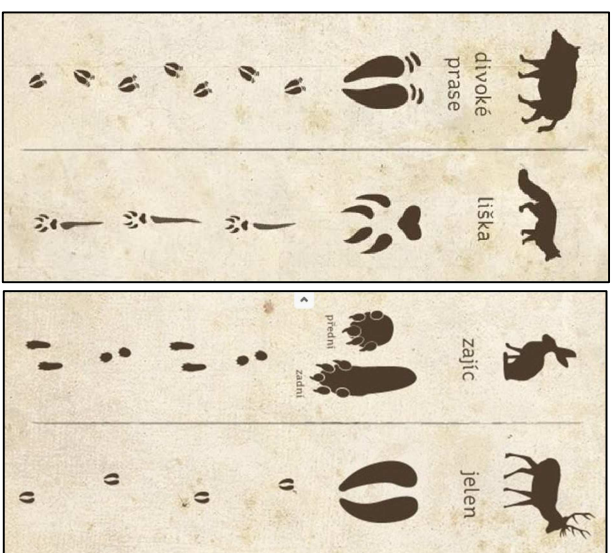 divoké
prase
liška
zajíc
přední
zadní
jelen